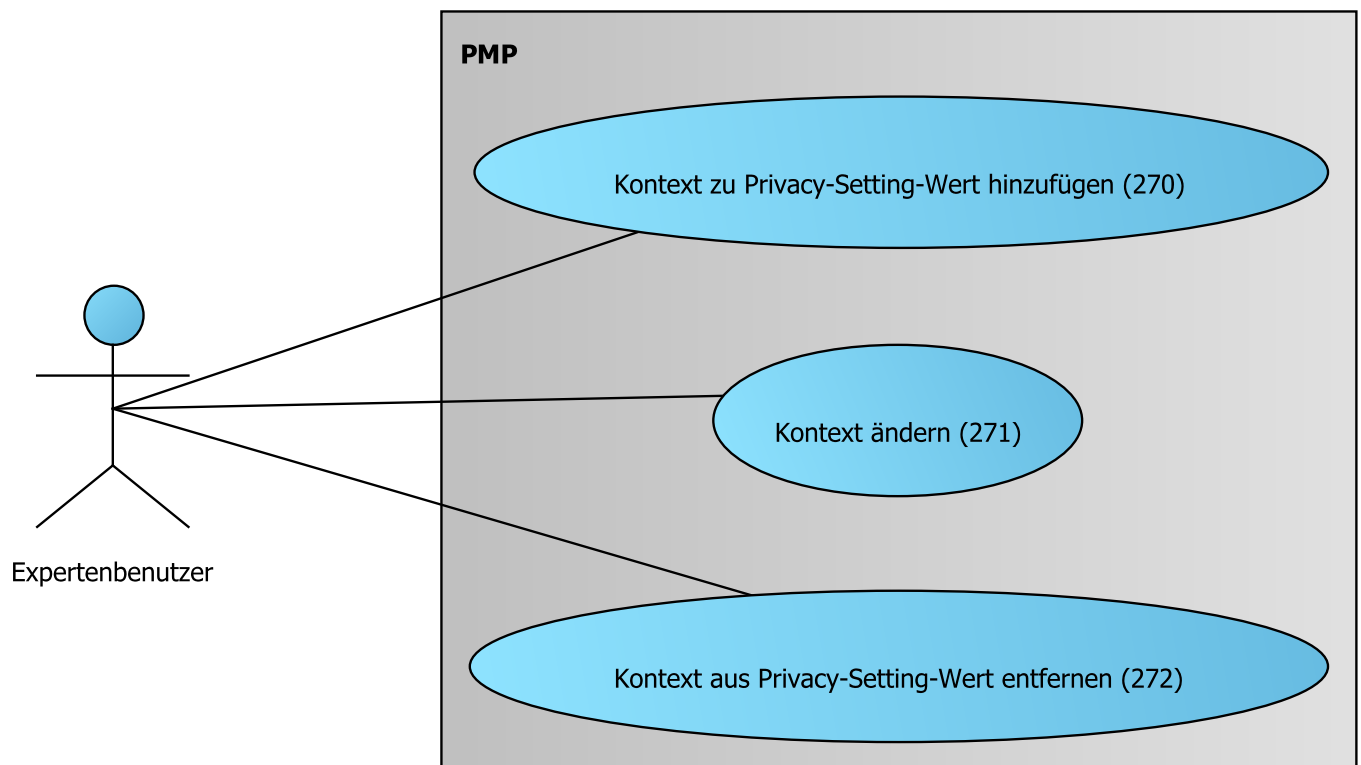 PMP
Kontext zu Privacy-Setting-Wert hinzufügen (270)
Kontext ändern (271)
Expertenbenutzer
Kontext aus Privacy-Setting-Wert entfernen (272)